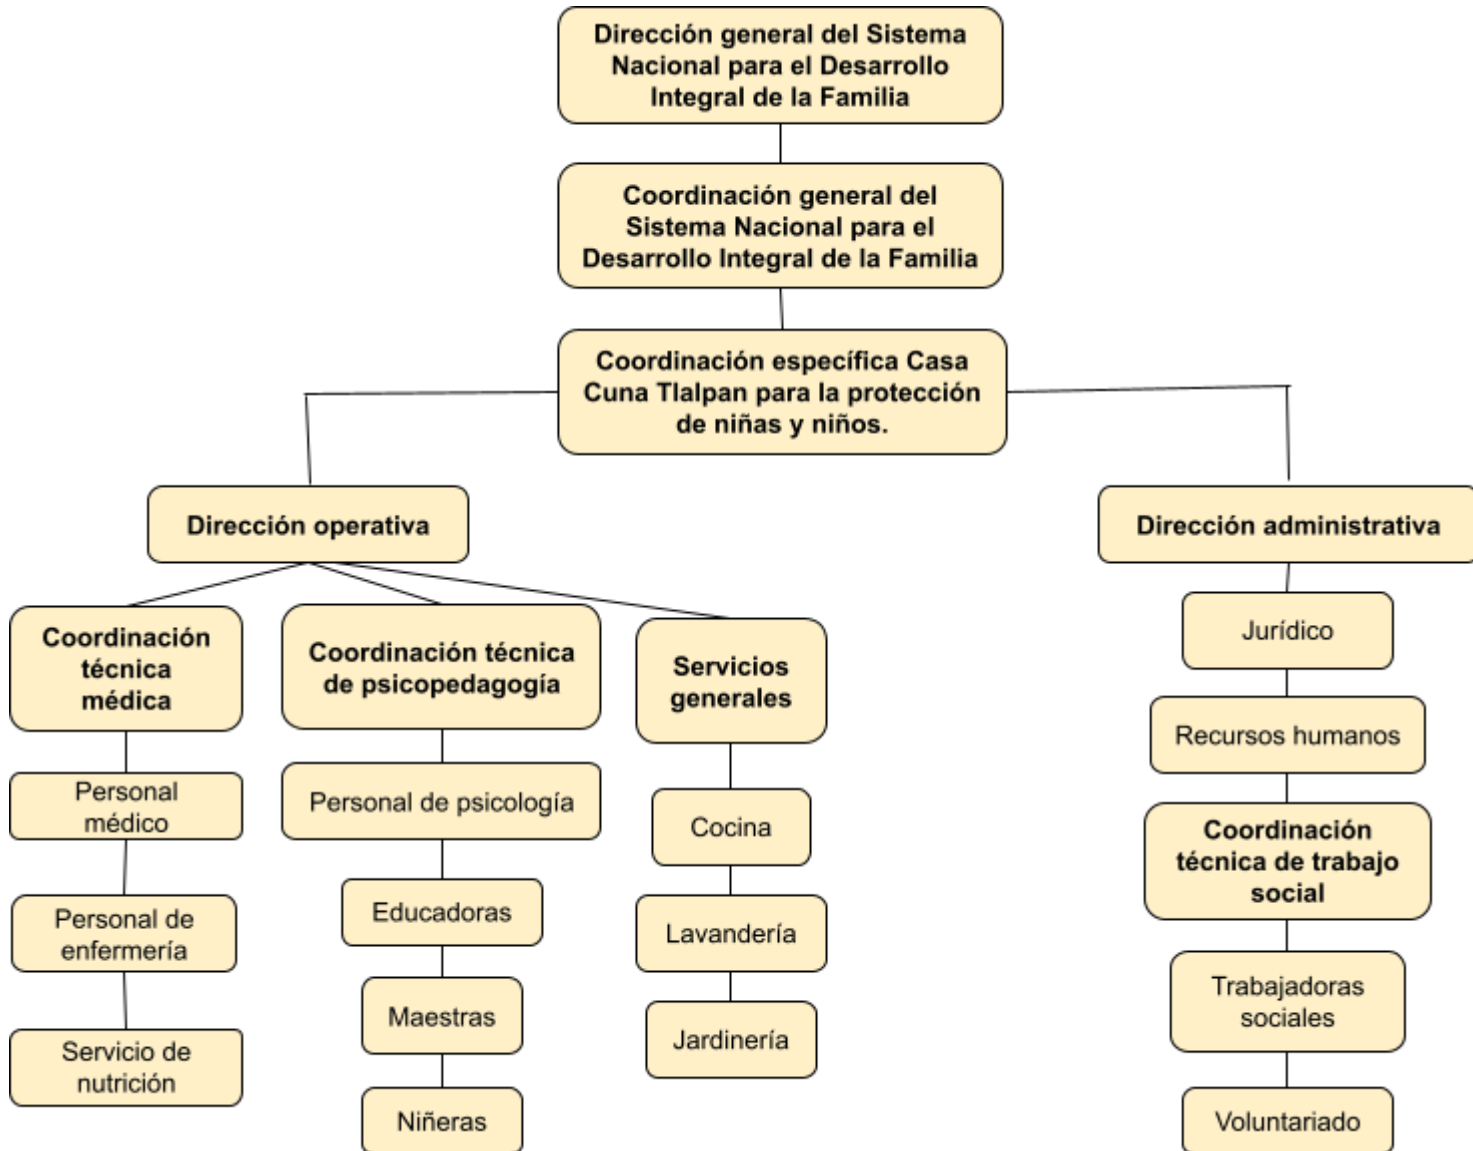 Dirección general del Sistema
Nacional para el Desarrollo
Integral de la Familia
Coordinación general del
Sistema Nacional para el
Desarrollo Integral de la Familia
Coordinación específica Casa
Cuna Tlalpan para la protección
de niñas y niños.
Dirección operativa
Dirección administrativa
Coordinación
técnica
médica
Personal
médico
Personal de
enfermería
Servicio de
nutrición
Coordinación técnica
de psicopedagogía
Personal de psicología
Educadoras
Maestras
Niñeras
Servicios
generales
Cocina
Lavandería
Jardinería
Jurídico
Recursos humanos
Coordinación
técnica de trabajo
social
Trabajadoras
sociales
Voluntariado